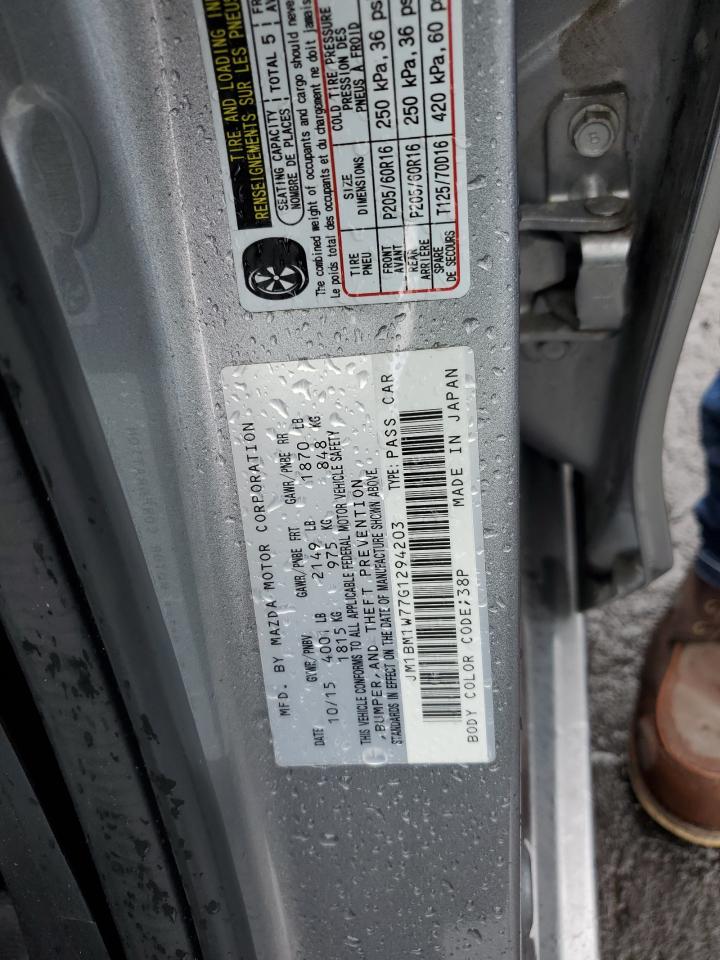 TIRE AND LOADING IN
RENSEIGNEMENTS SUR LES PNEUS
SEATING CAPACITY TOTAL 5 FR
NOMBRE DE PLACES AV
The combined weight of occupants and cargo should neve
Le poids total des occupants et du chargement ne doit jamais
TIRE SIZE COLD TIRE PRESSURE
PNEU DIMENSIONS PRESSION DES
PNEUS À FROID
FRONT P205/60R16 250 kPa, 36 ps
AVANT
REAR P205/60R16 250 kPa, 36 ps
ARRIÈRE
SPARE T125/70D16 420 kPa, 60 ps
DE SECOURS
MFD. BY MAZDA MOTOR CORPORATION
DATE GVWR/PNBV GAWR/PNBE FRT GAWR/PNBE RR
10/15 4001 LB 2149 LB 1870 LB
1815 KG 975 KG 848 KG
THIS VEHICLE CONFORMS TO ALL APPLICABLE FEDERAL MOTOR VEHICLE SAFETY
,BUMPER,AND THEFT PREVENTION
STANDARDS IN EFFECT ON THE DATE OF MANUFACTURE SHOWN ABOVE.
JM1BM1W77G1294203 TYPE:PASS CAR
BODY COLOR CODE;38P MADE IN JAPAN